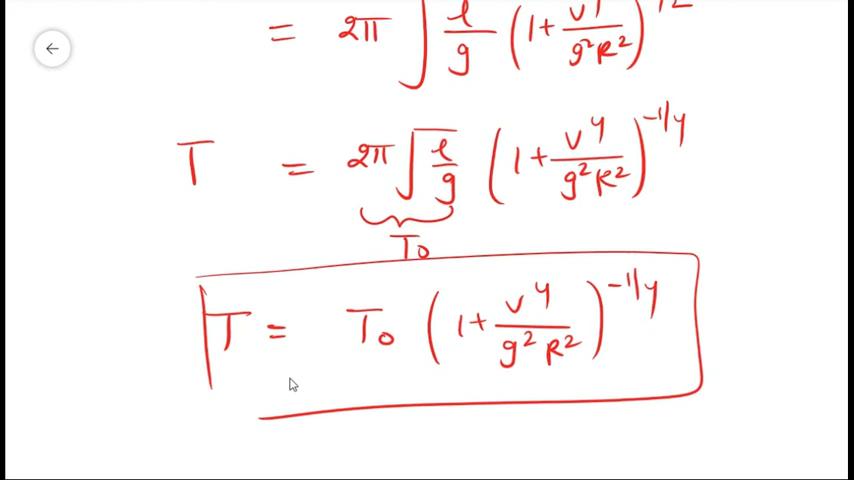 = 2π √(l/g) (1 + v⁴/g²R²)
T = 2π √(l/g) (1 + v⁴/g²R²)^(-1/4)
T₀
T = T₀ (1 + v⁴/g²R²)^(-1/4)